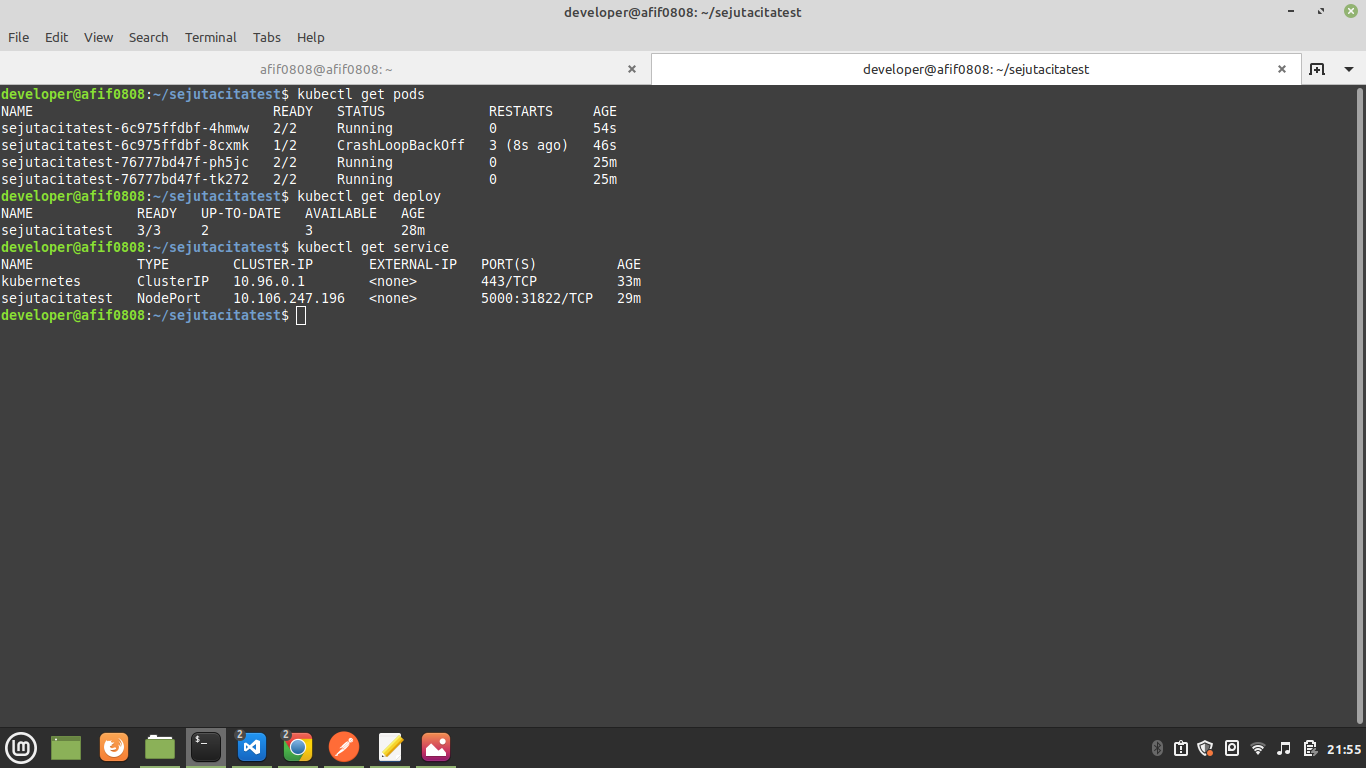 developer@afif0808: ~/sejutacitatest
File Edit View Search Terminal Tabs Help
afif0808@afif0808: ~
developer@afif0808: ~/sejutacitatest
developer@afif0808:~/sejutacitatest$ kubectl get pods
NAME READY STATUS RESTARTS AGE
sejutacitatest-6c975ffdbf-4hmww 2/2 Running 0 54s
sejutacitatest-6c975ffdbf-8cxmk 1/2 CrashLoopBackOff 3 (8s ago) 46s
sejutacitatest-76777bd47f-ph5jc 2/2 Running 0 25m
sejutacitatest-76777bd47f-tk272 2/2 Running 0 25m
developer@afif0808:~/sejutacitatest$ kubectl get deploy
NAME READY UP-TO-DATE AVAILABLE AGE
sejutacitatest 3/3 2 3 28m
developer@afif0808:~/sejutacitatest$ kubectl get service
NAME TYPE CLUSTER-IP EXTERNAL-IP PORT(S) AGE
kubernetes ClusterIP 10.96.0.1 <none> 443/TCP 33m
sejutacitatest NodePort 10.106.247.196 <none> 5000:31822/TCP 29m
developer@afif0808:~/sejutacitatest$
$_
2
2
21:55